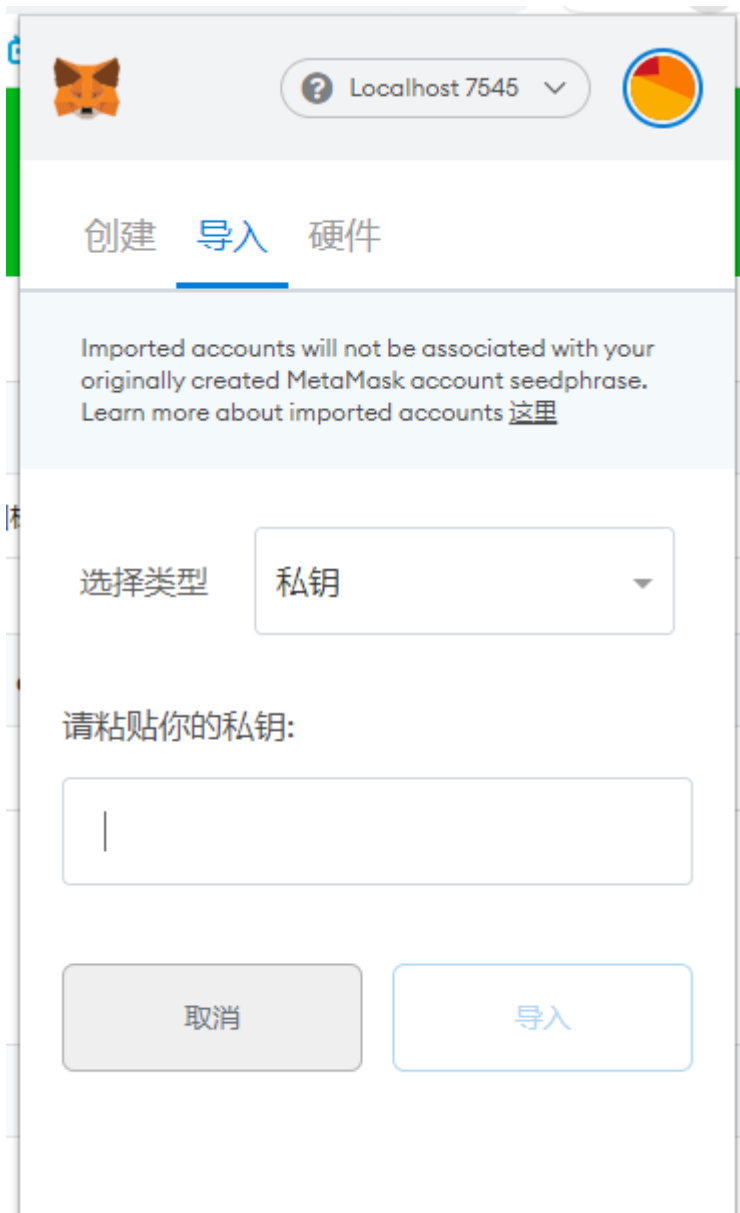 ? Localhost 7545
创建 导入 硬件
Imported accounts will not be associated with your
originally created MetaMask account seedphrase.
Learn more about imported accounts 这里
选择类型 私钥
请粘贴你的私钥:
取消 导入